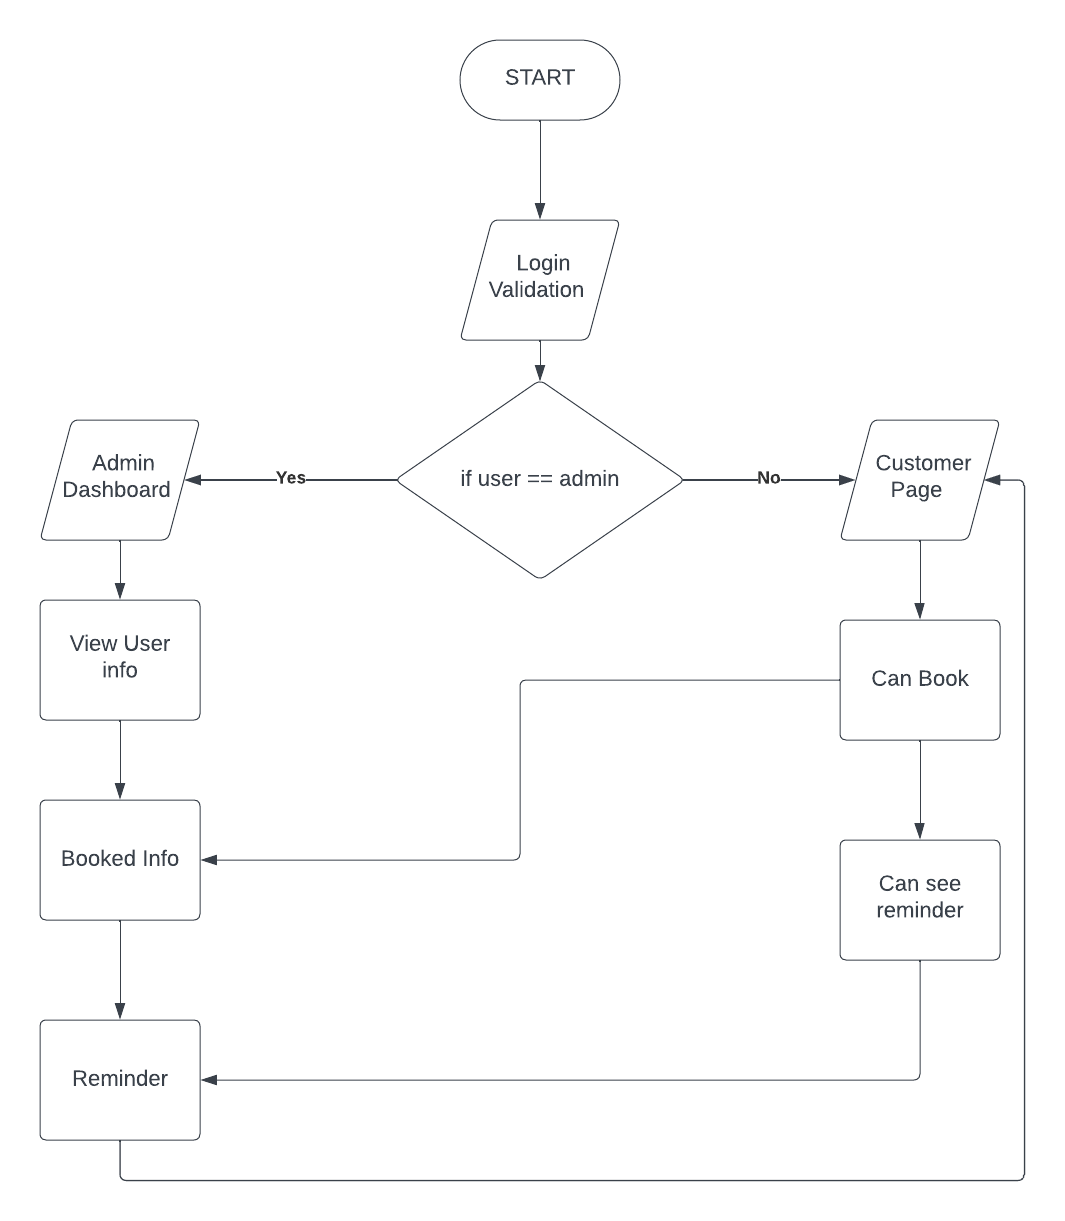 START
Login
Validation
if user == admin
Yes
No
Admin
Dashboard
Customer
Page
View User
info
Can Book
Booked Info
Can see
reminder
Reminder